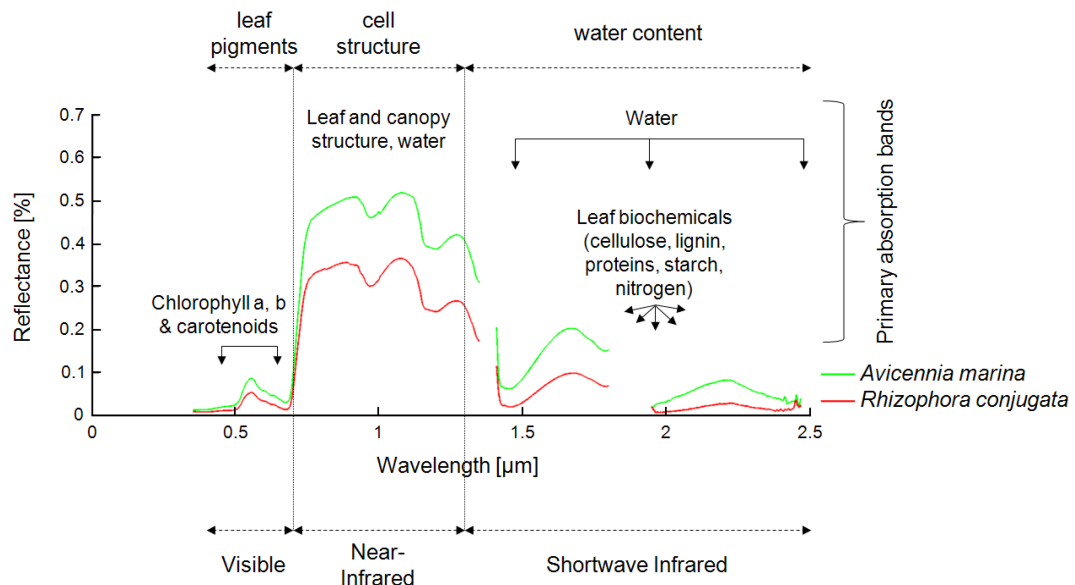 leaf
pigments
cell
structure
water content
Leaf and canopy
structure, water
Water
Leaf biochemicals
(cellulose, lignin,
proteins, starch,
nitrogen)
Chlorophyll a, b
& carotenoids
Primary absorption bands
Reflectance [%]
0.7
0.6
0.5
0.4
0.3
0.2
0.1
0
0
0.5
1
1.5
2
2.5
Wavelength [µm]
Avicennia marina
Rhizophora conjugata
Visible
Near-
Infrared
Shortwave Infrared